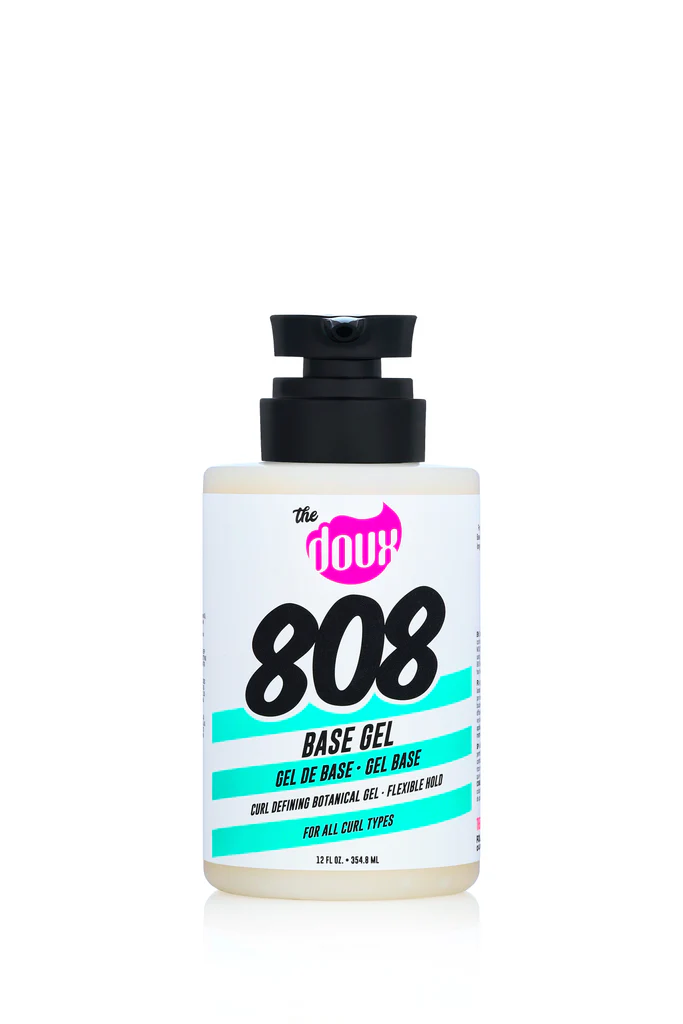 the
doux
808
BASE GEL
GEL DE BASE • GEL BASE
CURL DEFINING BOTANICAL GEL • FLEXIBLE HOLD
FOR ALL CURL TYPES
12 FL OZ. • 354.8 ML